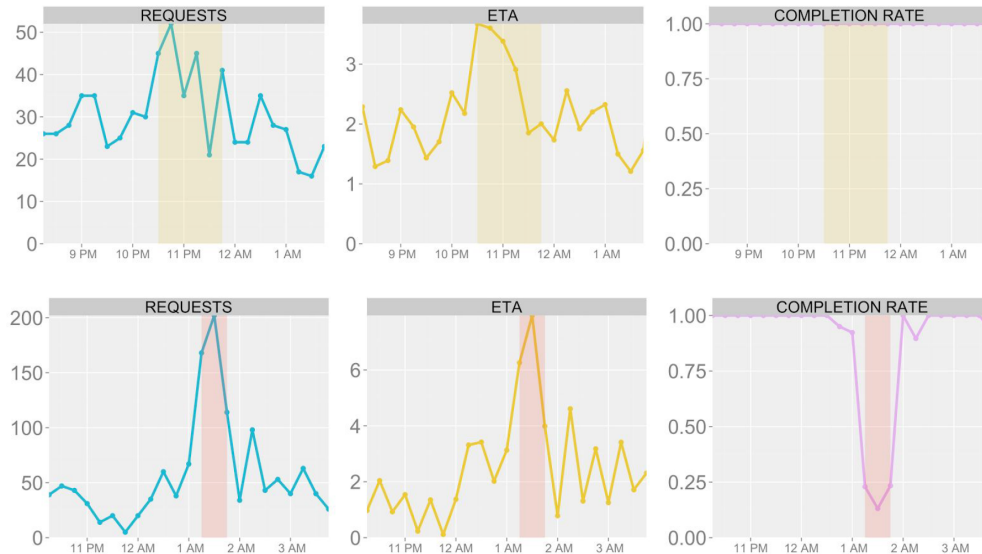 REQUESTS
ETA
COMPLETION RATE
50
40
30
20
10
0
9 PM 10 PM 11 PM 12 AM 1 AM
3
2
1
0
9 PM 10 PM 11 PM 12 AM 1 AM
1.00
0.75
0.50
0.25
0.00
9 PM 10 PM 11 PM 12 AM 1 AM
REQUESTS
ETA
COMPLETION RATE
200
150
100
50
0
11 PM 12 AM 1 AM 2 AM 3 AM
6
4
2
0
11 PM 12 AM 1 AM 2 AM 3 AM
1.00
0.75
0.50
0.25
0.00
11 PM 12 AM 1 AM 2 AM 3 AM